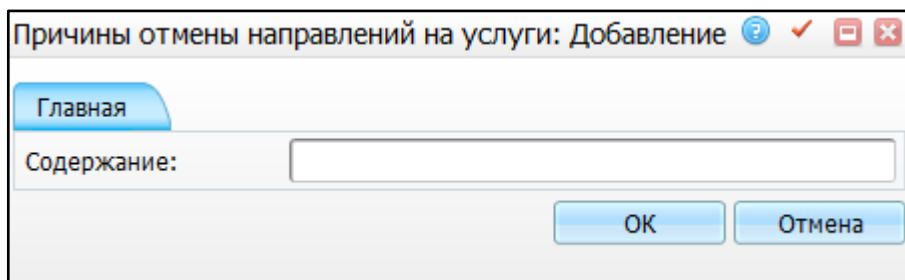 Причины отмены направлений на услуги: Добавление
Главная
Содержание:
ОК Отмена